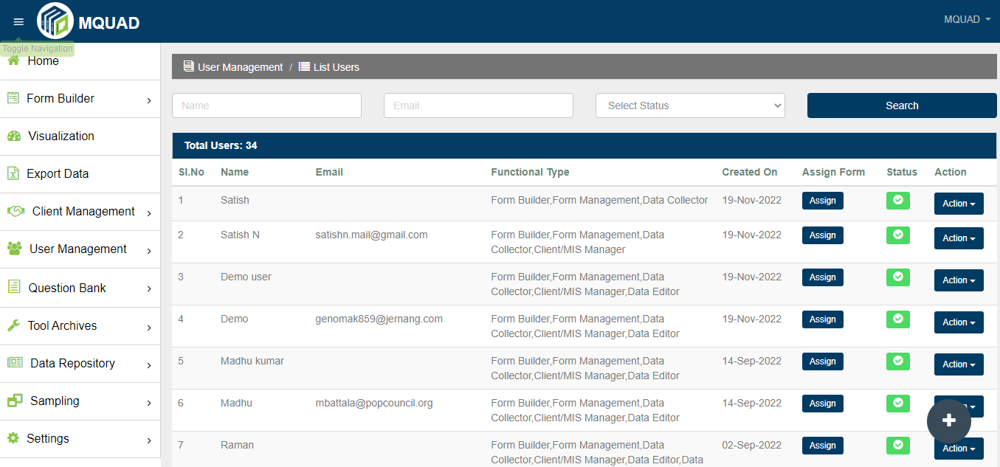 MQUAD
MQUAD
Toggle Navigation
Home
Form Builder
Visualization
Export Data
Client Management
User Management
Question Bank
Tool Archives
Data Repository
Sampling
Settings
User Management / List Users
Name Email Select Status Search
Total Users: 34
Sl.No Name Email Functional Type Created On Assign Form Status Action
1 Satish Form Builder,Form Management,Data Collector 19-Nov-2022 Assign Action
2 Satish N satishn.mail@gmail.com Form Builder,Form Management,Data 19-Nov-2022 Assign Action
Collector,Client/MIS Manager
3 Demo user Form Builder,Form Management,Data 19-Nov-2022 Assign Action
Collector,Client/MIS Manager,Data Editor
4 Demo genomak859@jernang.com Form Builder,Form Management,Data 19-Nov-2022 Assign Action
Collector,Client/MIS Manager,Data Editor
5 Madhu kumar Form Builder,Form Management,Data 14-Sep-2022 Assign Action
Collector,Client/MIS Manager,Data Editor
6 Madhu mbattala@popcouncil.org Form Builder,Form Management,Data 14-Sep-2022 Assign
Collector,Client/MIS Manager,Data Editor
+
7 Raman Form Builder,Form Management,Data 02-Sep-2022 Assign Action
Collector,Client/MIS Manager,Data Editor,Data